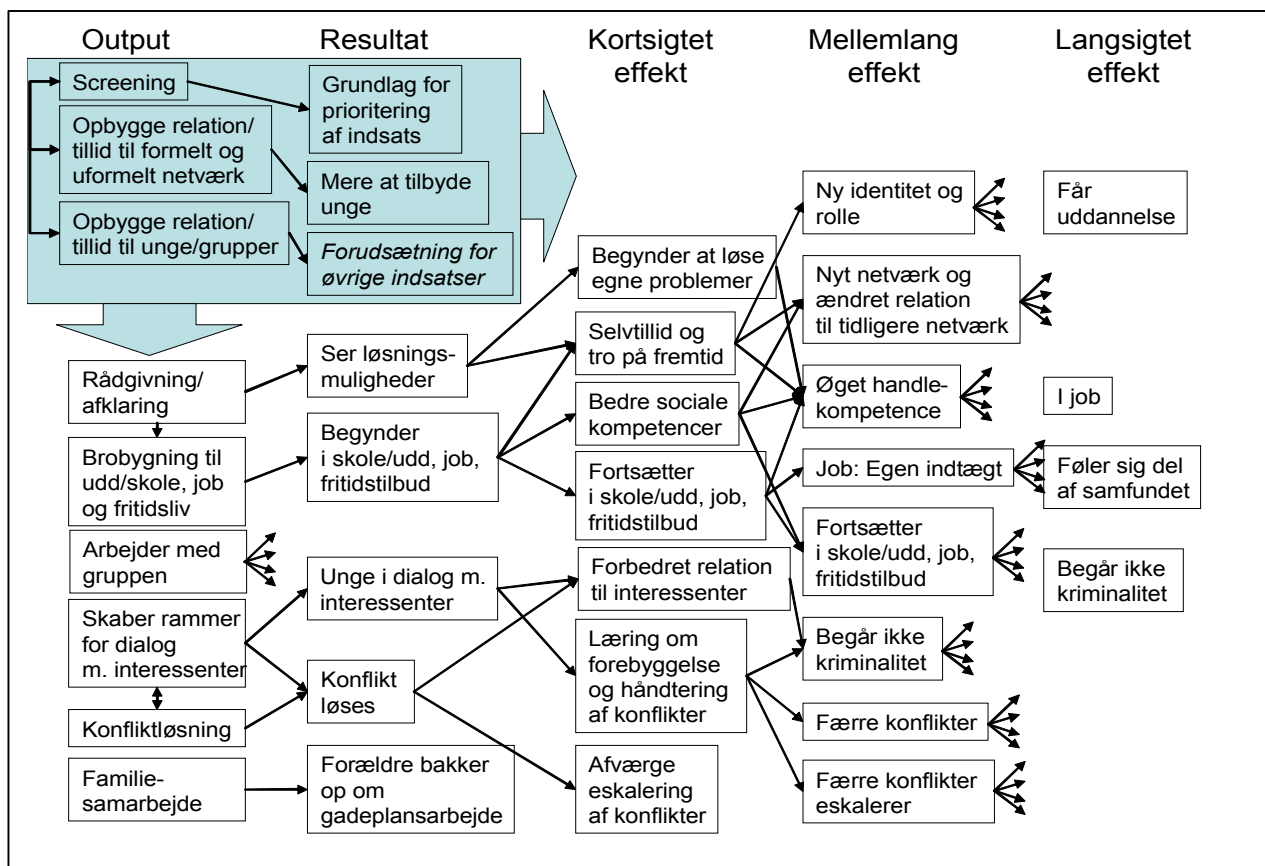 Output
Resultat
Kortsigtet
effekt
Mellemlang
effekt
Langsigtet
effekt
Screening
Opbygge relation/
tillid til formelt og
uformelt netværk
Opbygge relation/
tillid til unge/grupper
Grundlag for
prioritering
af indsats
Mere at tilbyde
unge
Forudsætning for
øvrige indsatser
Rådgivning/
afklaring
Brobygning til
udd/skole, job
og fritidsliv
Arbejder med
gruppen
Skaber rammer
for dialog
m. interessenter
Konfliktløsning
Familie-
samarbejde
Ser løsnings-
muligheder
Begynder
i skole/udd, job,
fritidstilbud
Unge i dialog m.
interessenter
Konflikt
løses
Forældre bakker
op om
gadeplansarbejde
Begynder at løse
egne problemer
Selvtillid og
tro på fremtid
Bedre sociale
kompetencer
Fortsætter
i skole/udd, job,
fritidstilbud
Forbedret relation
til interessenter
Læring om
forebyggelse
og håndtering
af konflikter
Afværge
eskalering
af konflikter
Ny identitet og
rolle
Nyt netværk og
ændret relation
til tidligere netværk
Øget handle-
kompetence
Job: Egen indtægt
Fortsætter
i skole/udd, job,
fritidstilbud
Begår ikke
kriminalitet
Færre konflikter
Færre konflikter
eskalerer
Får
uddannelse
I job
Føler sig del
af samfundet
Begår ikke
kriminalitet